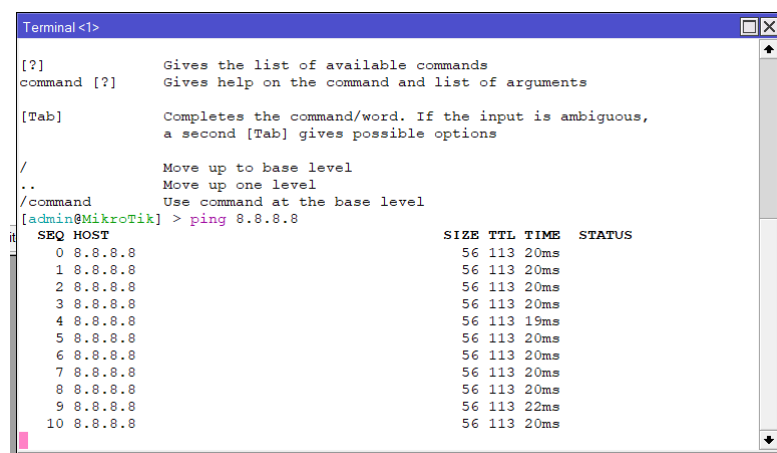 Terminal <1>
[?] Gives the list of available commands
command [?] Gives help on the command and list of arguments
[Tab] Completes the command/word. If the input is ambiguous,
a second [Tab] gives possible options
/ Move up to base level
.. Move up one level
/command Use command at the base level
[admin@MikroTik] > ping 8.8.8.8
SEQ HOST SIZE TTL TIME STATUS
0 8.8.8.8 56 113 20ms
1 8.8.8.8 56 113 20ms
2 8.8.8.8 56 113 20ms
3 8.8.8.8 56 113 20ms
4 8.8.8.8 56 113 19ms
5 8.8.8.8 56 113 20ms
6 8.8.8.8 56 113 20ms
7 8.8.8.8 56 113 20ms
8 8.8.8.8 56 113 20ms
9 8.8.8.8 56 113 22ms
10 8.8.8.8 56 113 20ms